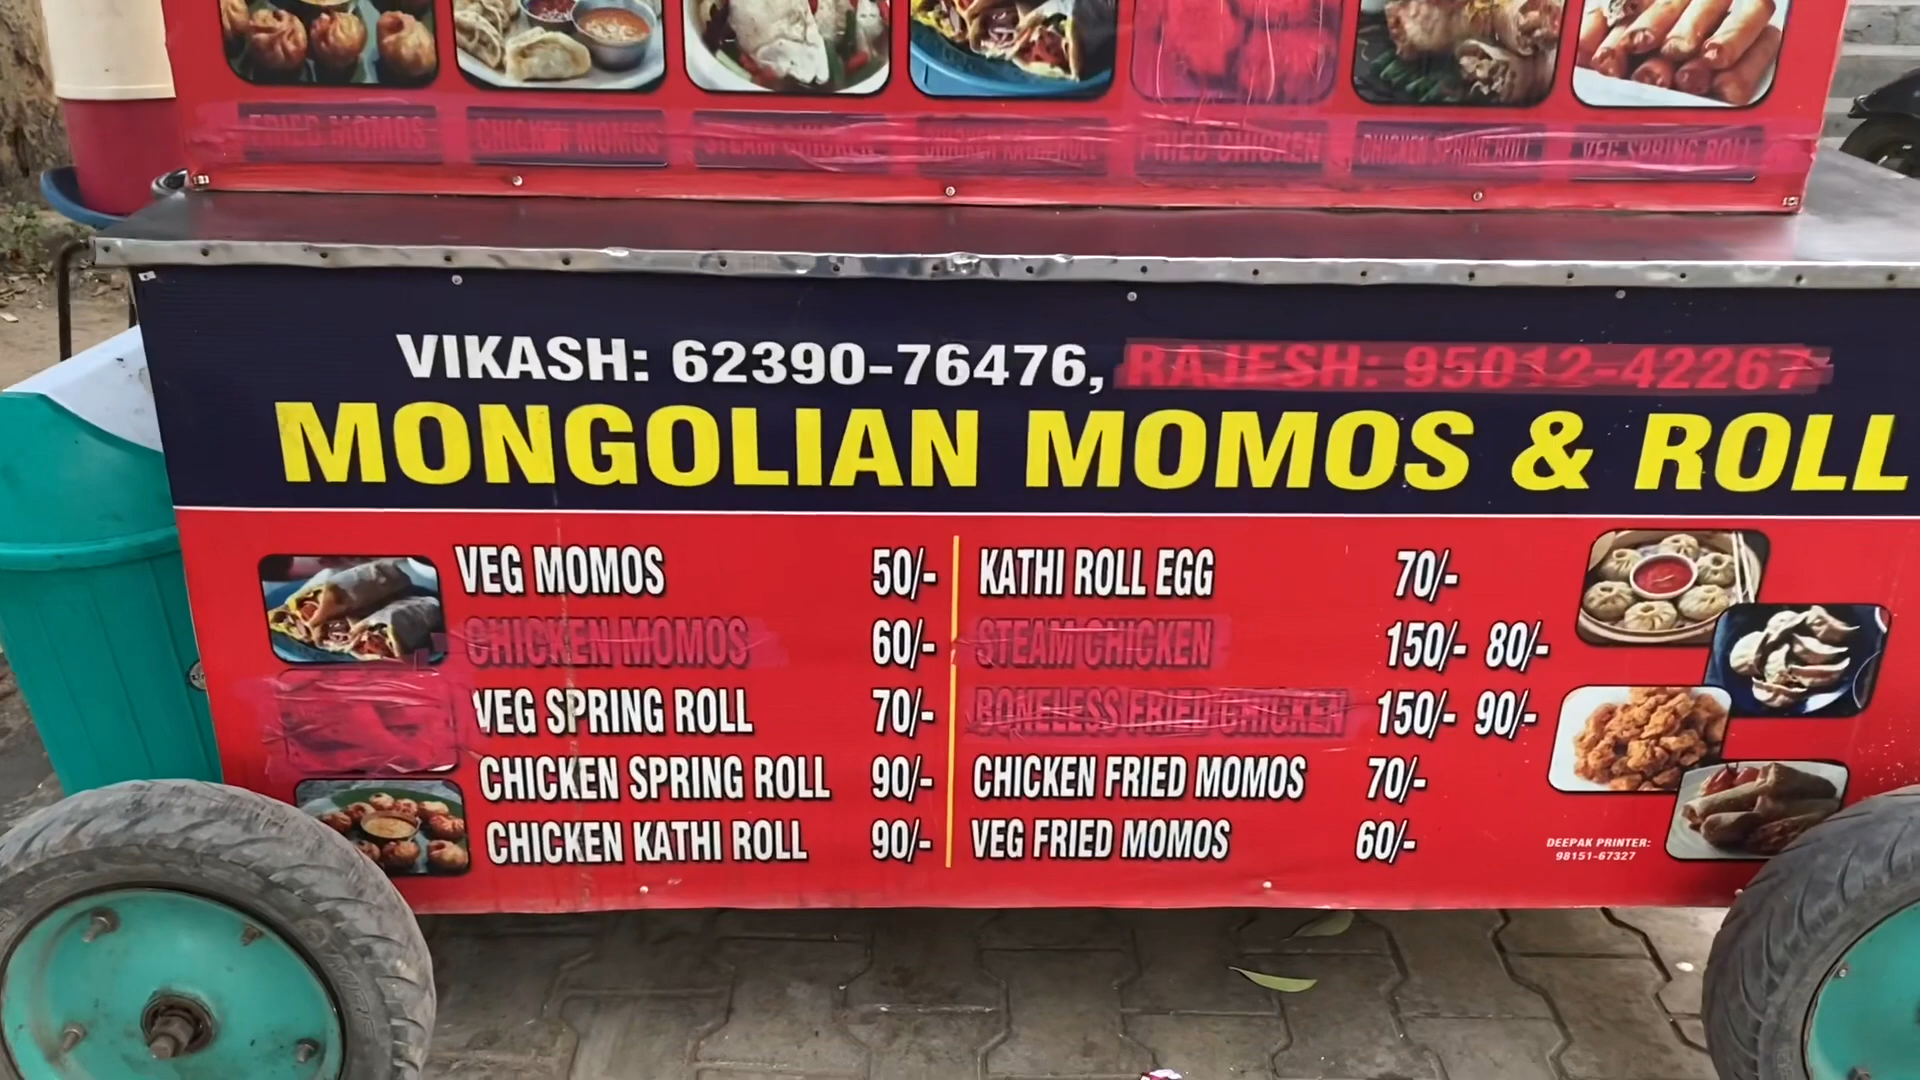 FRIED MOMOS
CHICKEN MOMOS
STEAM CHICKEN
CHICKEN KATHI ROLL
FRIED CHICKEN
CHICKEN SPRING ROLL
VEG SPRING ROLL
VIKASH: 62390-76476, RAJESH: 95012-42267
MONGOLIAN MOMOS & ROLL
VEG MOMOS 50/-
CHICKEN MOMOS 60/-
VEG SPRING ROLL 70/-
CHICKEN SPRING ROLL 90/-
CHICKEN KATHI ROLL 90/-
KATHI ROLL EGG 70/-
STEAM CHICKEN 150/- 80/-
BONELESS FRIED CHICKEN 150/- 90/-
CHICKEN FRIED MOMOS 70/-
VEG FRIED MOMOS 60/-
DEEPAK PRINTER:
98151-67327